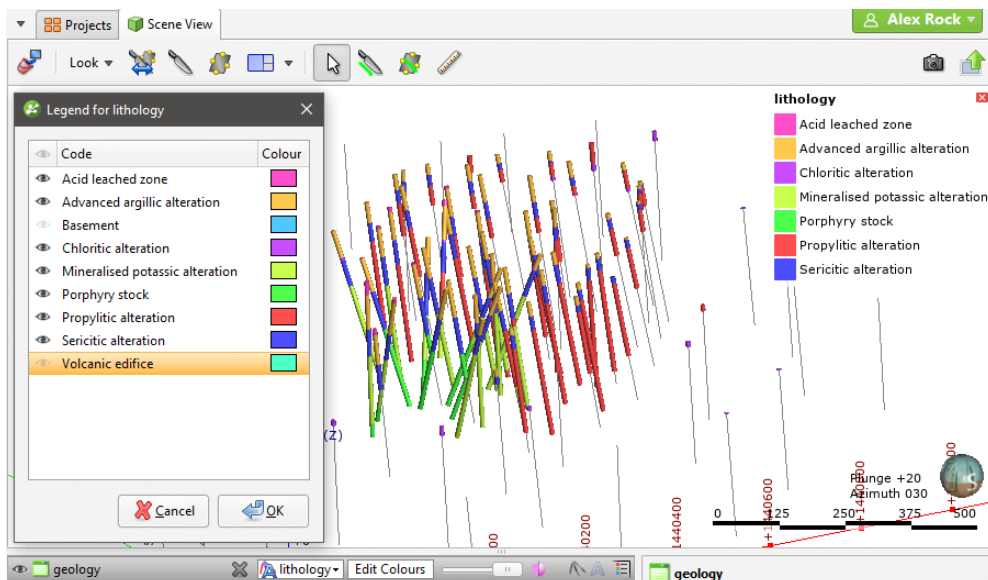 Projects
Scene View
Alex Rock
Look
Legend for lithology
Code Colour
Acid leached zone
Advanced argillic alteration
Basement
Chloritic alteration
Mineralised potassic alteration
Porphyry stock
Propylitic alteration
Sericitic alteration
Volcanic edifice
Cancel
OK
lithology
Acid leached zone
Advanced argillic alteration
Chloritic alteration
Mineralised potassic alteration
Porphyry stock
Propylitic alteration
Sericitic alteration
(Z)
Plunge +20
Azimuth 030
0 125 250 375 500
1440400
+1440600
S
geology
lithology
Edit Colours
geology